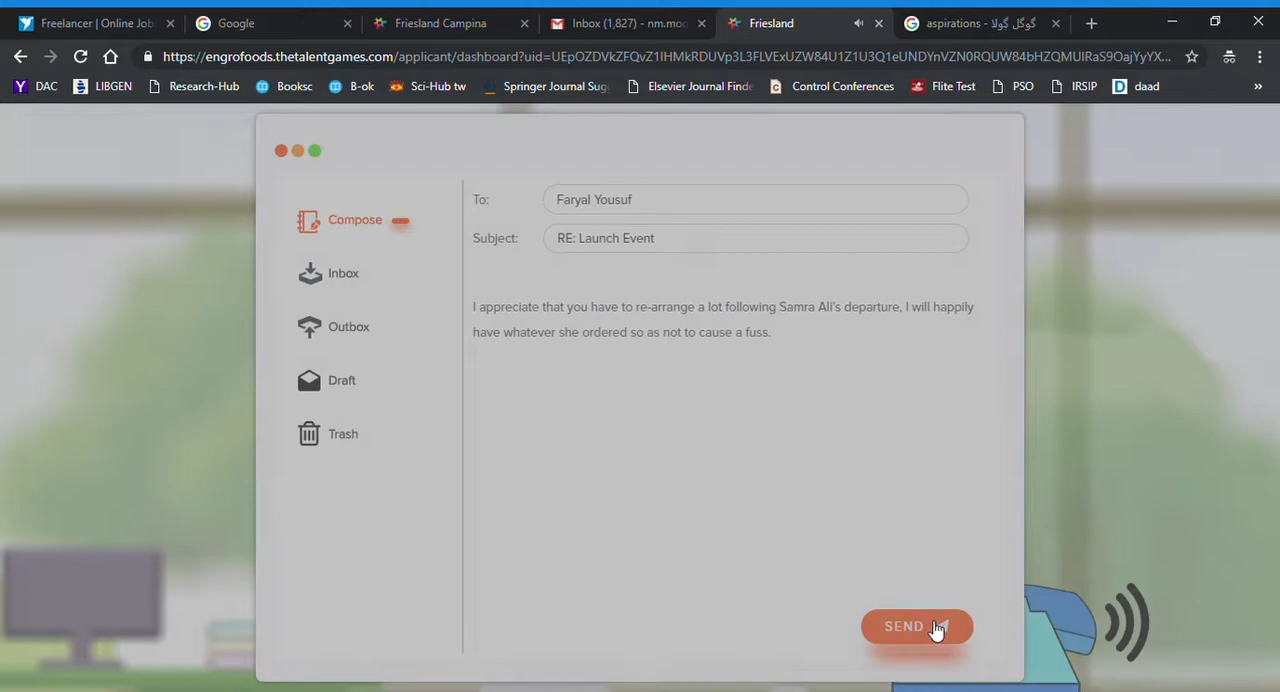 Freelancer | Online Job
Google
Friesland Campina
Inbox (1,827) - nm.moq
Friesland
aspirations - گوگل گولا
https://engrofoods.thetalentgames.com/applicant/dashboard?uid=
DAC
LIBGEN
Research-Hub
Booksc
B-ok
Sci-Hub tw
Springer Journal Sug
Elsevier Journal Finde
Control Conferences
Flite Test
PSO
IRSIP
daad
»
To:
Faryal Yousuf
Compose
Subject:
RE: Launch Event
Inbox
Outbox
Draft
Trash
I appreciate that you have to re-arrange a lot following Samra Ali's departure, I will happily
have whatever she ordered so as not to cause a fuss.
SEND